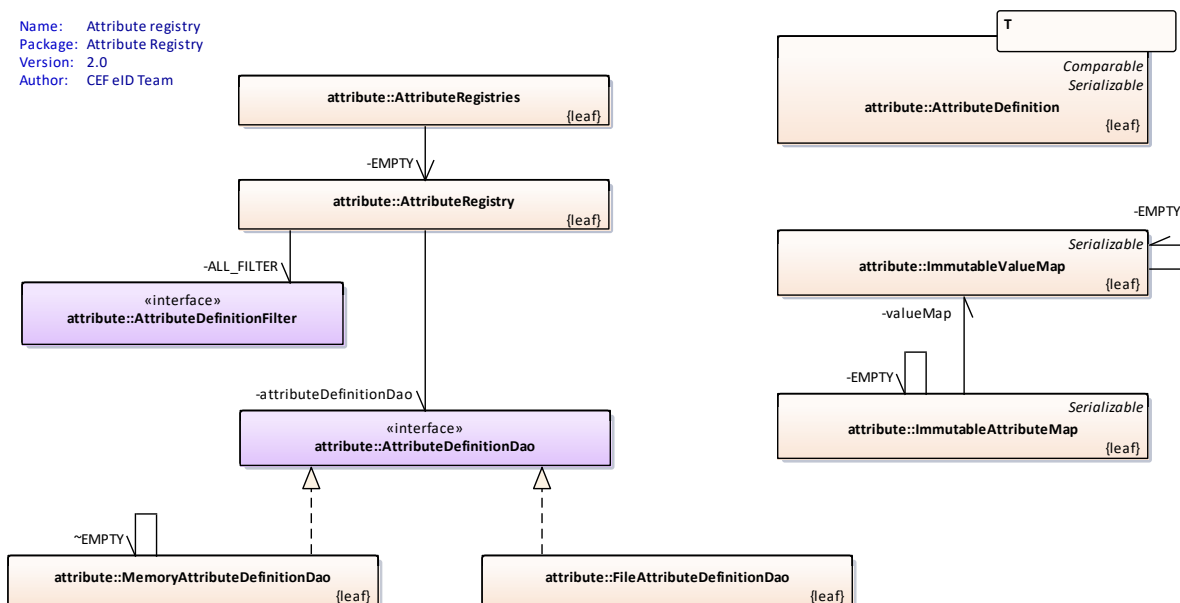 Name: Attribute registry
Package: Attribute Registry
Version: 2.0
Author: CEF eID Team
attribute::AttributeRegistries
{leaf}
-EMPTY
attribute::AttributeRegistry
{leaf}
-ALL_FILTER
«interface»
attribute::AttributeDefinitionFilter
-attributeDefinitionDao
«interface»
attribute::AttributeDefinitionDao
~EMPTY
attribute::MemoryAttributeDefinitionDao
{leaf}
attribute::FileAttributeDefinitionDao
{leaf}
T
Comparable
Serializable
attribute::AttributeDefinition
{leaf}
-EMPTY
Serializable
attribute::ImmutableValueMap
{leaf}
-valueMap
-EMPTY
Serializable
attribute::ImmutableAttributeMap
{leaf}